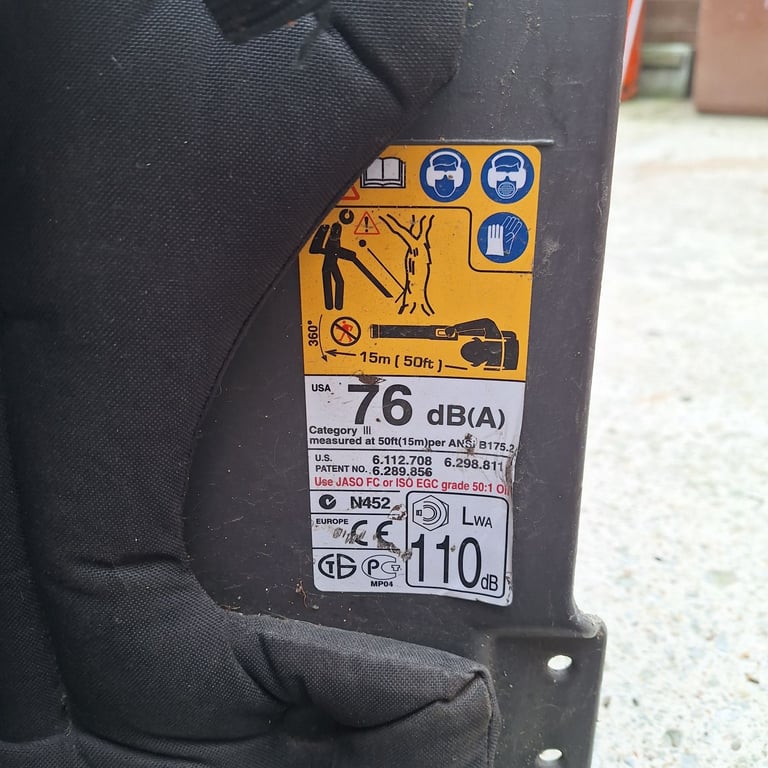 360°
15m ( 50ft )
USA 76 dB(A)
Category III
measured at 50ft(15m)per ANSI B175.2
U.S. 6.112.708 6.298.811
PATENT NO. 6.289.856
Use JASO FC or ISO EGC grade 50:1
N452
EUROPE CE
LWA
110dB
MP04